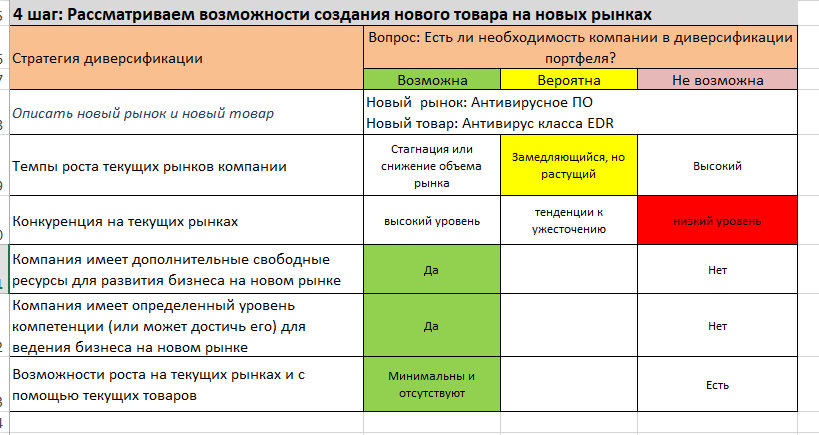 4 шаг: Рассматриваем возможности создания нового товара на новых рынках
Стратегия диверсификации
Вопрос: Есть ли необходимость компании в диверсификации
портфеля?
Возможна
Вероятна
Не возможна
Описать новый рынок и новый товар
Новый рынок: Антивирусное ПО
Новый товар: Антивирус класса EDR
Темпы роста текущих рынков компании
Стагнация или
снижение объема
рынка
Замедляющийся, но
растущий
Высокий
Конкуренция на текущих рынках
высокий уровень
тенденции к
ужесточению
низкий уровень
Компания имеет дополнительные свободные
ресурсы для развития бизнеса на новом рынке
Да
Нет
Компания имеет определенный уровень
компетенции (или может достичь его) для
ведения бизнеса на новом рынке
Да
Нет
Возможности роста на текущих рынках и с
помощью текущих товаров
Минимальны и
отсутствуют
Есть